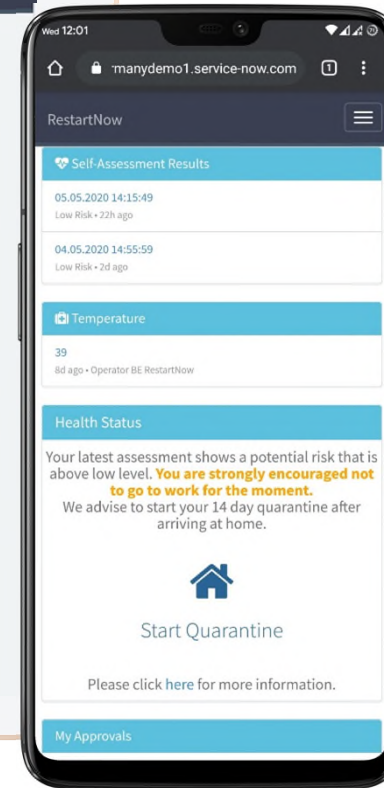 Wed 12:01
manydemo1.service-now.com
1
RestartNow
Self-Assessment Results
05.05.2020 14:15:49
Low Risk • 22h ago
04.05.2020 14:55:59
Low Risk • 2d ago
Temperature
39
8d ago • Operator BE RestartNow
Health Status
Your latest assessment shows a potential risk that is
above low level. You are strongly encouraged not
to go to work for the moment.
We advise to start your 14 day quarantine after
arriving at home.
Start Quarantine
Please click here for more information.
My Approvals